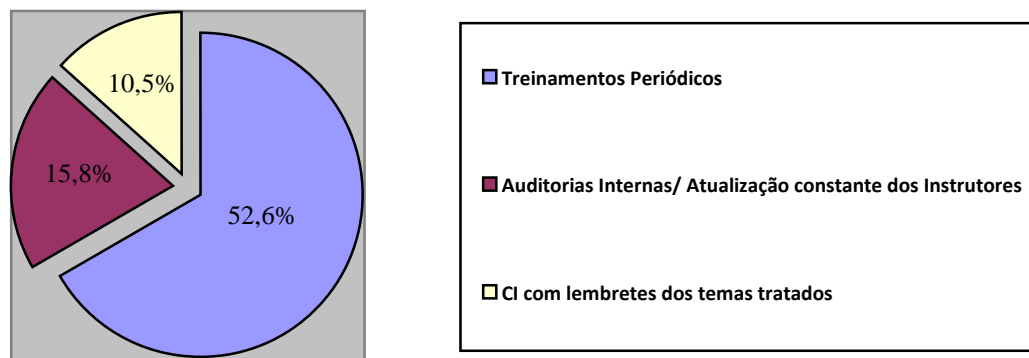 10,5%
15,8%
52,6%
Treinamentos Periódicos
Auditorias Internas/ Atualização constante dos Instrutores
CI com lembretes dos temas tratados